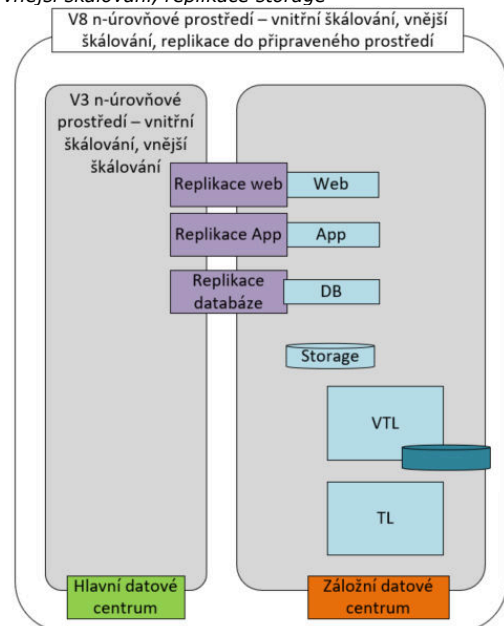 vnější škálování, replikace storage
V8 n-úrovňové prostředí – vnitřní škálování, vnější
škálování, replikace do připraveného prostředí
V3 n-úrovňové
prostředí – vnitřní
škálování, vnější
škálování
Replikace web
Web
Replikace App
App
Replikace
databáze
DB
Storage
VTL
TL
Hlavní datové
centrum
Záložní datové
centrum